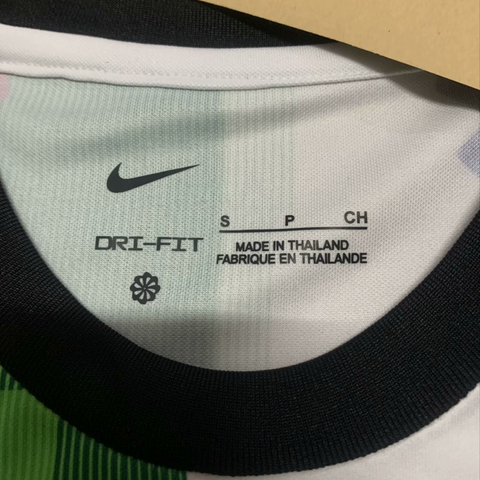 DRI-FIT
S P CH
MADE IN THAILAND
FABRIQUE EN THAILANDE